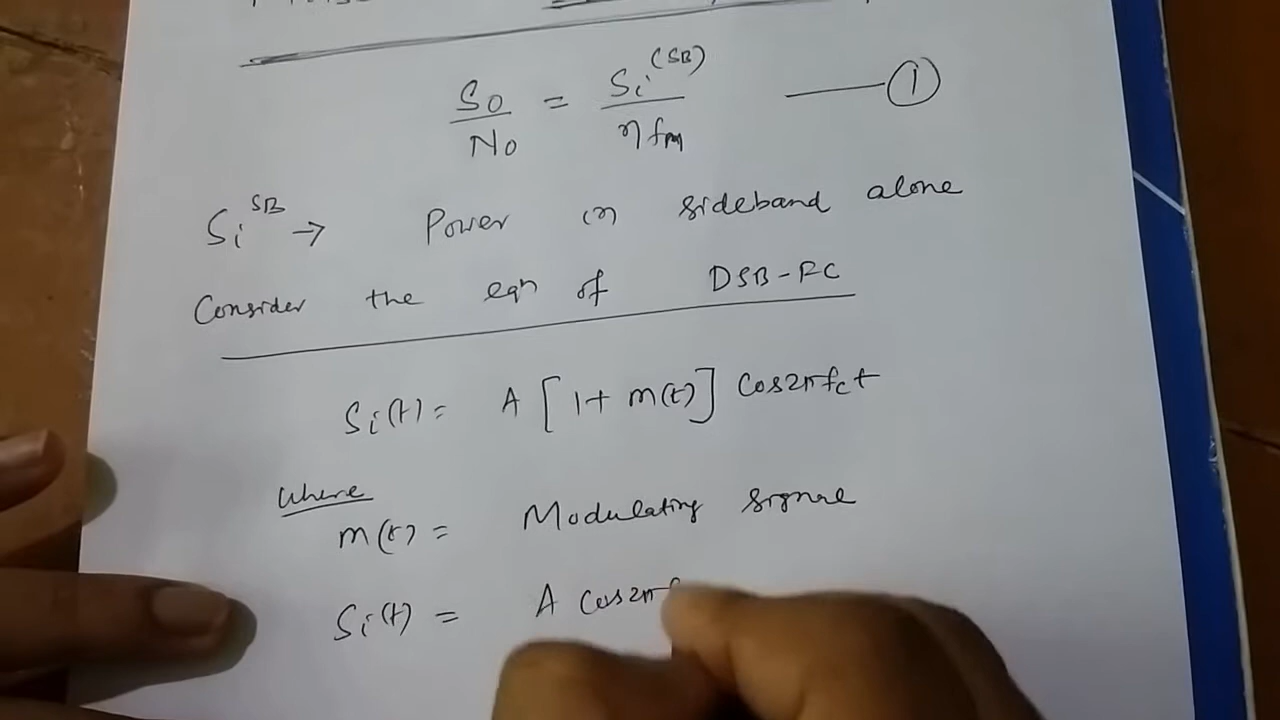 So/No = Si(SB)/ηfm —— ①
Si SB → Power in sideband alone
Consider the eqn of DSB-FC
Si(t) = A [1 + m(t)] Cos2πfct
Where
m(t) = Modulating signal
Si(t) = A Cos2πf